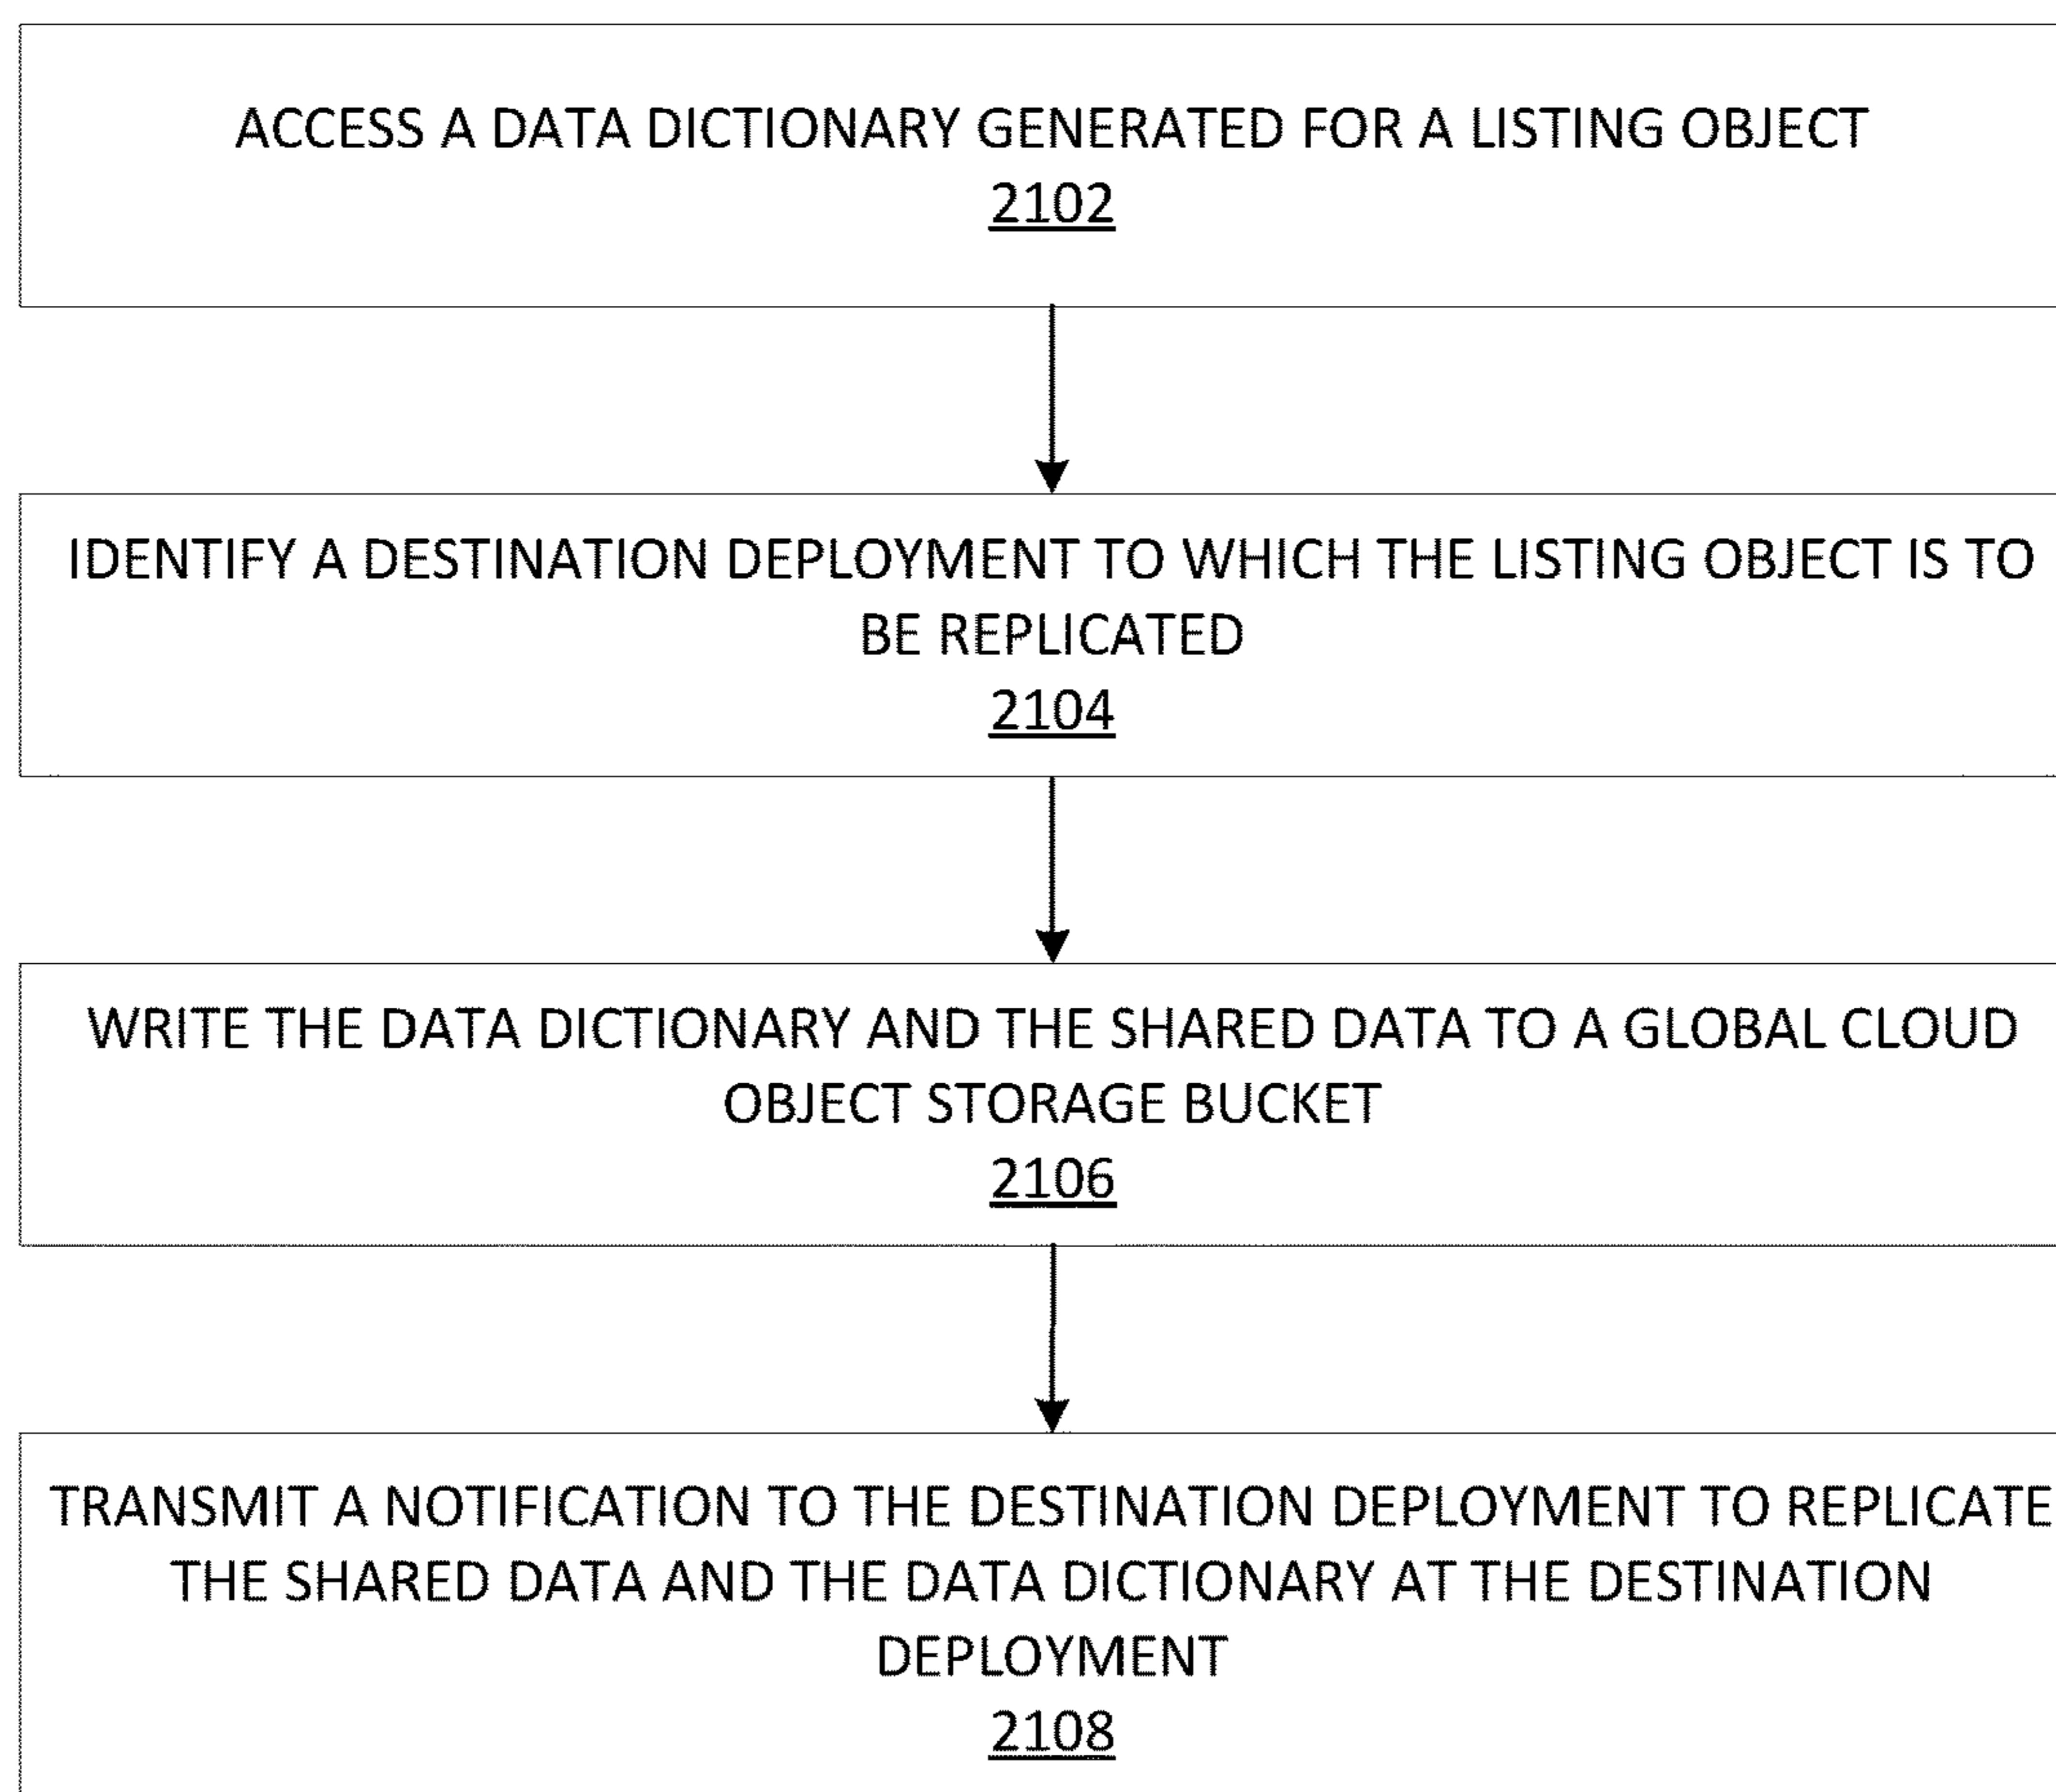 ACCESS A DATA DICTIONARY GENERATED FOR A LISTING OBJECT
2102
IDENTIFY A DESTINATION DEPLOYMENT TO WHICH THE LISTING OBJECT IS TO
BE REPLICATED
2104
WRITE THE DATA DICTIONARY AND THE SHARED DATA TO A GLOBAL CLOUD
OBJECT STORAGE BUCKET
2106
TRANSMIT A NOTIFICATION TO THE DESTINATION DEPLOYMENT TO REPLICATE
THE SHARED DATA AND THE DATA DICTIONARY AT THE DESTINATION
DEPLOYMENT
2108